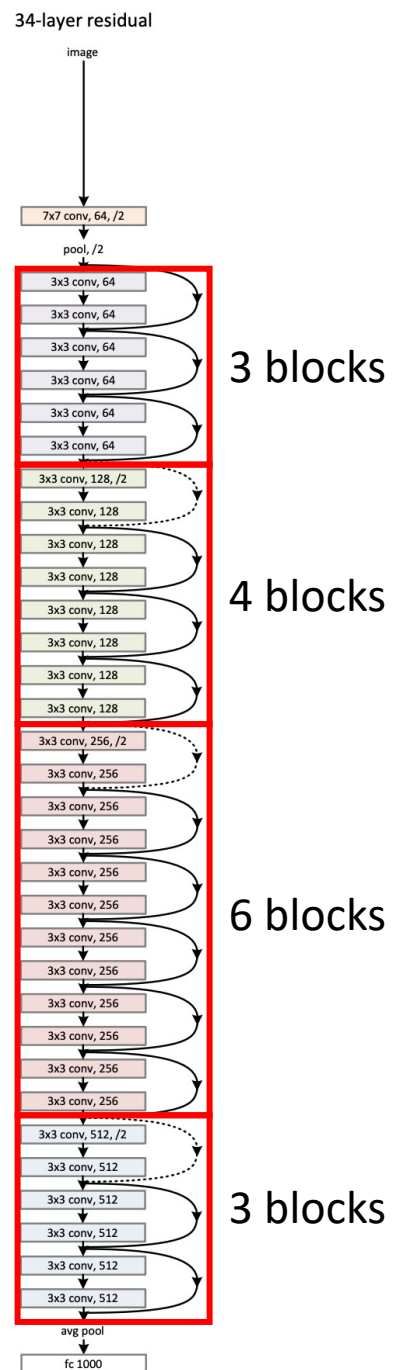 34-layer residual
image
7x7 conv, 64, /2
pool, /2
3x3 conv, 64
3x3 conv, 64
3x3 conv, 64
3x3 conv, 64
3x3 conv, 64
3x3 conv, 64
3 blocks
3x3 conv, 128, /2
3x3 conv, 128
3x3 conv, 128
3x3 conv, 128
3x3 conv, 128
3x3 conv, 128
3x3 conv, 128
3x3 conv, 128
4 blocks
3x3 conv, 256, /2
3x3 conv, 256
3x3 conv, 256
3x3 conv, 256
3x3 conv, 256
3x3 conv, 256
3x3 conv, 256
3x3 conv, 256
3x3 conv, 256
3x3 conv, 256
3x3 conv, 256
3x3 conv, 256
6 blocks
3x3 conv, 512, /2
3x3 conv, 512
3x3 conv, 512
3x3 conv, 512
3x3 conv, 512
3x3 conv, 512
3 blocks
avg pool
fc 1000